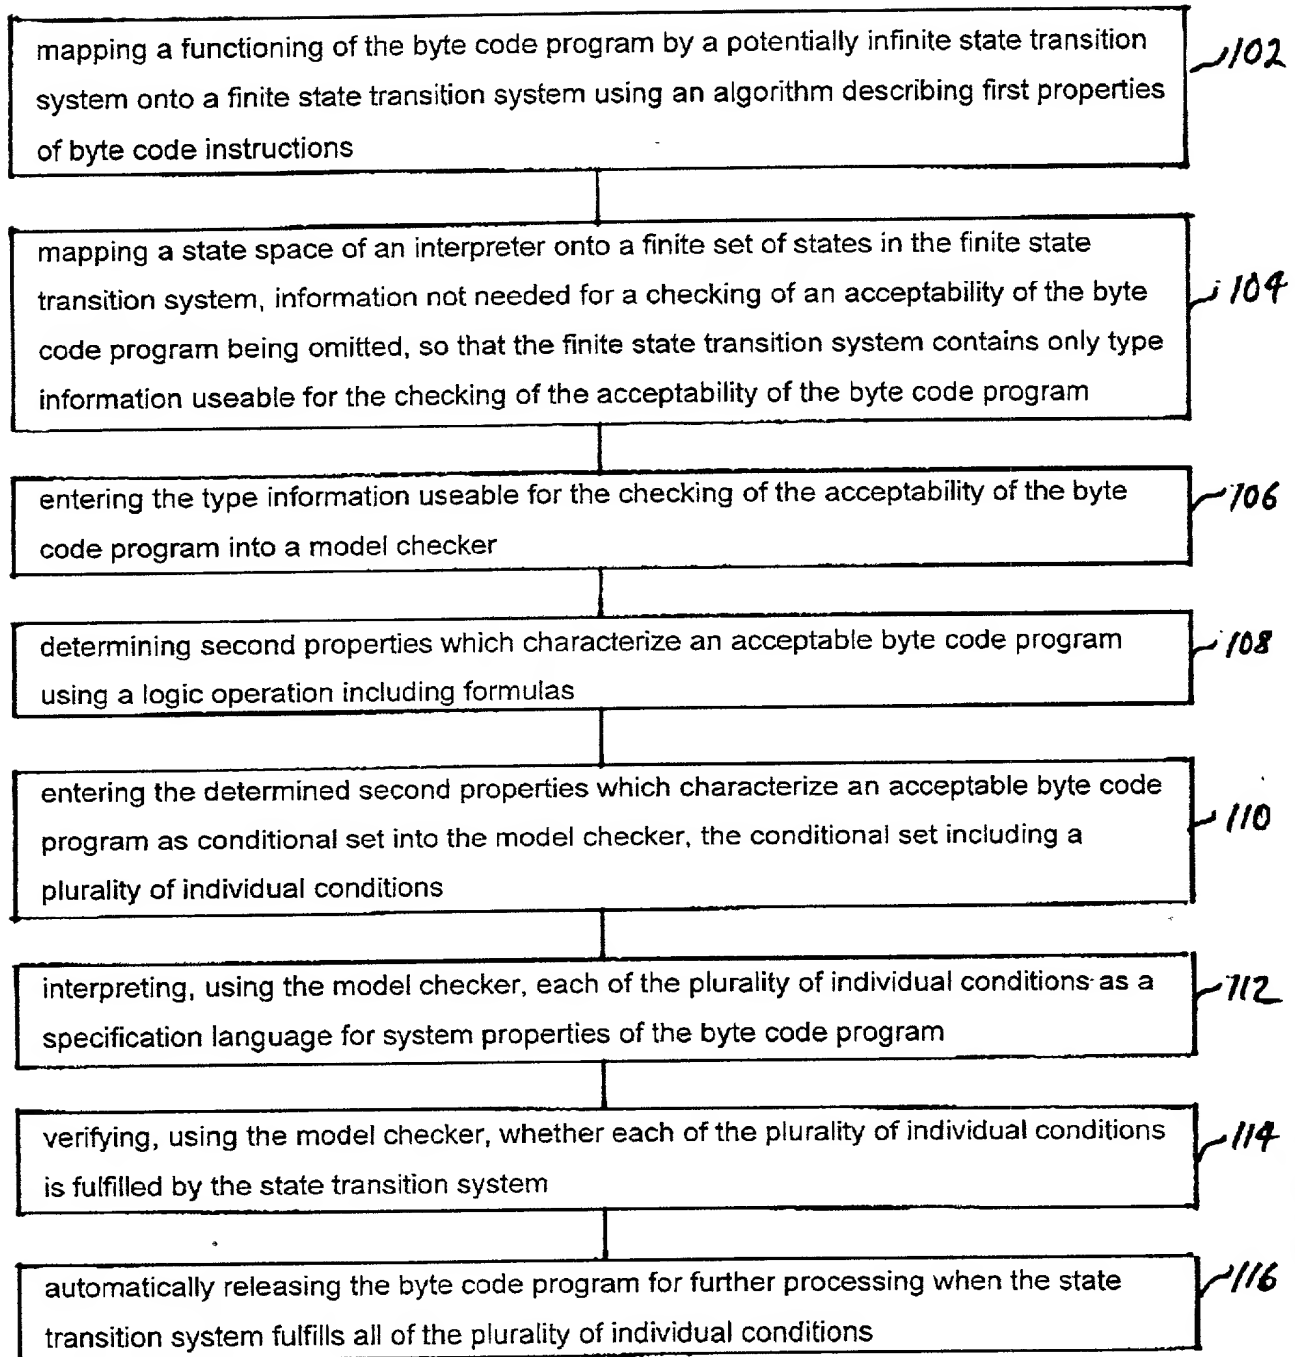 mapping a functioning of the byte code program by a potentially infinite state transition
102
system onto a finite state transition system using an algorithm describing first properties
of byte code instructions
mapping a state space of an interpreter onto a finite set of states in the finite state
transition system, information not needed for a checking of an acceptability of the byte
104
code program being omitted, so that the finite state transition system contains only type
information useable for the checking of the acceptability of the byte code program
entering the type information useable for the checking of the acceptability of the byte
106
code program into a model checker
determining second properties which characterize an acceptable byte code program
108
using a logic operation including formulas
entering the determined second properties which characterize an acceptable byte code
program as conditional set into the model checker, the conditional set including a
110
plurality of individual conditions
interpreting, using the model checker, each of the plurality of individual conditions as a
112
specification language for system properties of the byte code program
verifying, using the model checker, whether each of the plurality of individual conditions
114
is fulfilled by the state transition system
automatically releasing the byte code program for further processing when the state
116
transition system fulfills all of the plurality of individual conditions